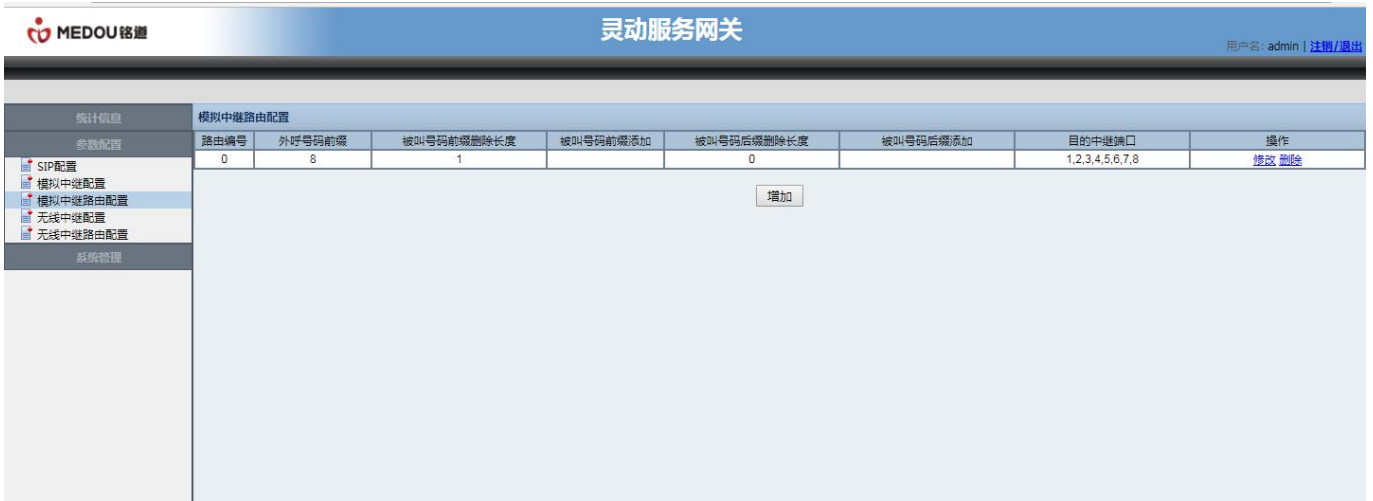 MEDOU铭道
灵动服务网关
用户名: admin | 注销/退出
统计信息
参数配置
SIP配置
模拟中继配置
模拟中继路由配置
无线中继配置
无线中继路由配置
系统管理
模拟中继路由配置
路由编号 外呼号码前缀 被叫号码前缀删除长度 被叫号码前缀添加 被叫号码后缀删除长度 被叫号码后缀添加 目的中继端口 操作
0 8 1 0 1,2,3,4,5,6,7,8 修改 删除
增加